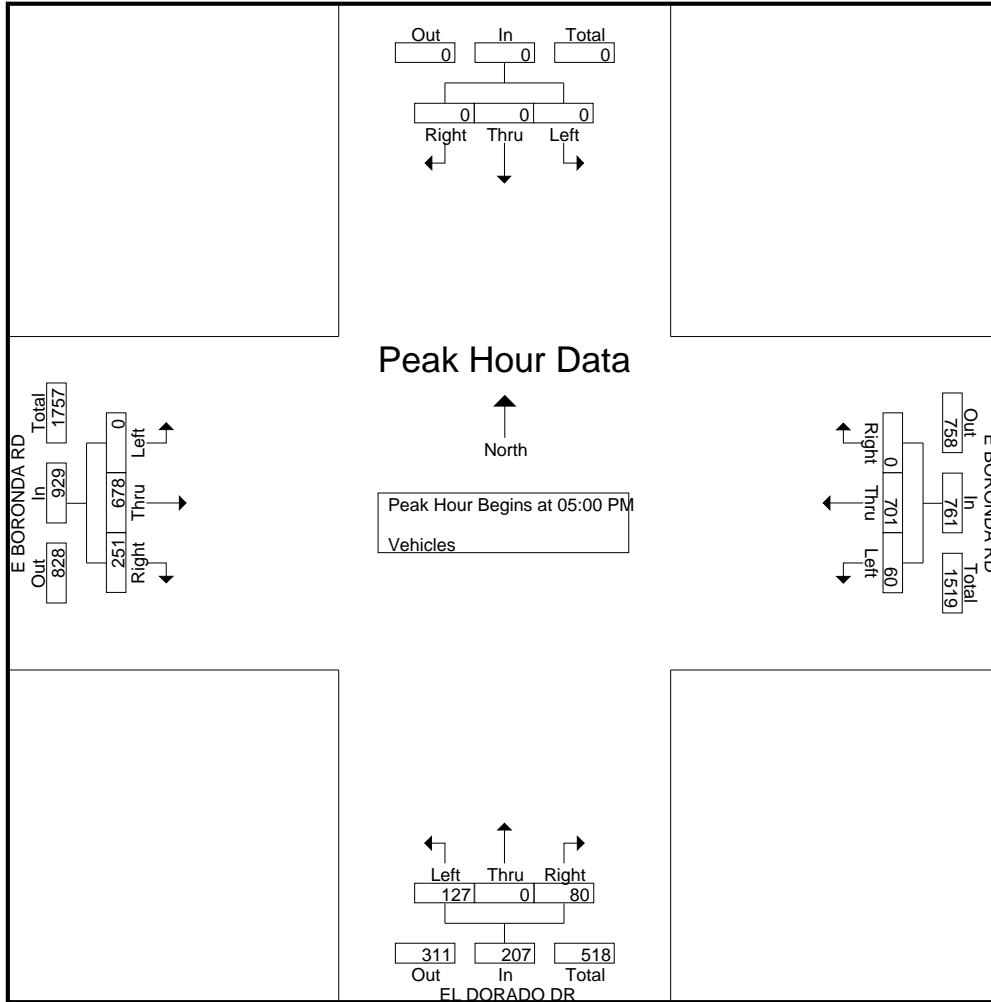 Out In Total
0 0 0
0 0 0
Right Thru Left
Peak Hour Data
North
Peak Hour Begins at 05:00 PM
Vehicles
E BORONDA RD
Out In Total
828 929 1757
251 678 0
Right Thru Left
E BORONDA RD
Out In Total
758 761 1519
0 701 60
Right Thru Left
Left Thru Right
127 0 80
311 207 518
Out In Total
EL DORADO DR